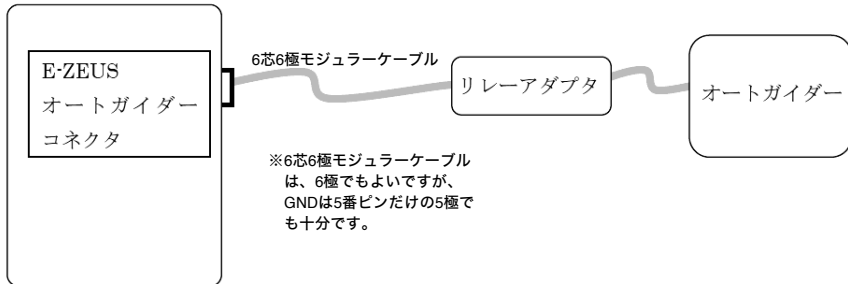 E-ZEUS
オートガイダー
コネクタ
6芯6極モジュラーケーブル
リレーアダプタ
オートガイダー
※6芯6極モジュラーケーブル
は、6極でもよいですが、
GNDは5番ピンだけの5極で
も十分です。